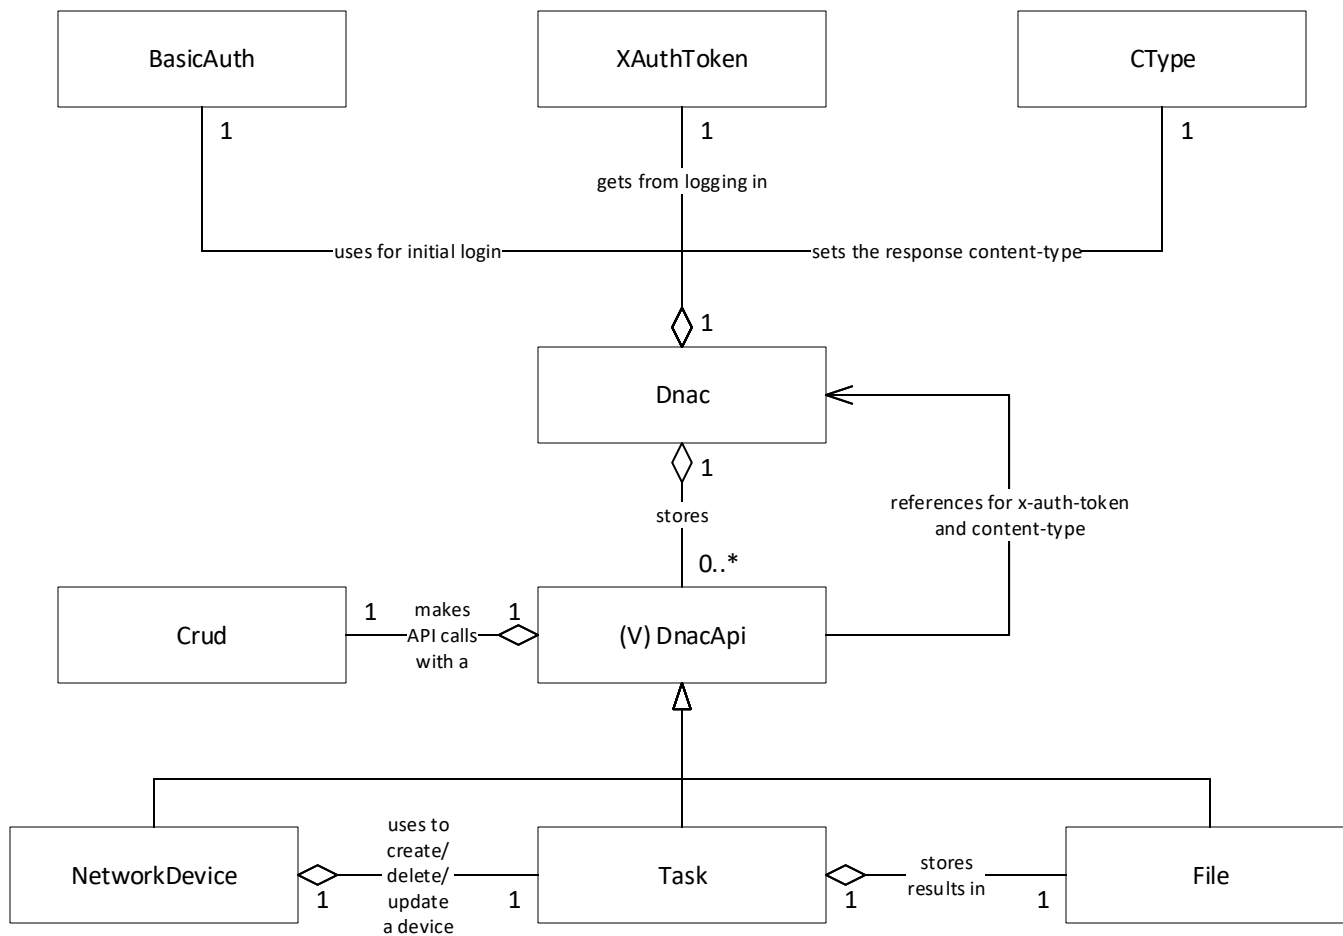 BasicAuth
XAuthToken
CType
1
1
1
gets from logging in
uses for initial login
sets the response content-type
1
Dnac
1
references for x-auth-token
and content-type
stores
0..*
Crud
1
makes
API calls
with a
1
(V) DnacApi
NetworkDevice
1
uses to
create/
delete/
update
a device
1
Task
1
stores
results in
1
File